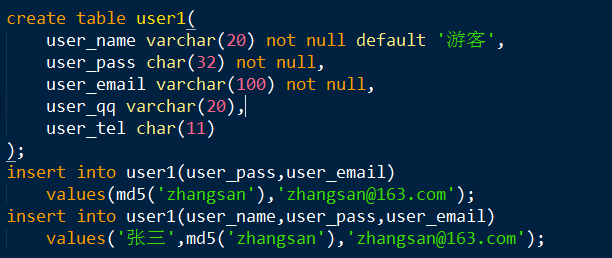 create table user1(
    user_name varchar(20) not null default '游客',
    user_pass char(32) not null,
    user_email varchar(100) not null,
    user_qq varchar(20),
    user_tel char(11)
);
insert into user1(user_pass,user_email)
    values(md5('zhangsan'),'zhangsan@163.com');
insert into user1(user_name,user_pass,user_email)
    values('张三',md5('zhangsan'),'zhangsan@163.com');